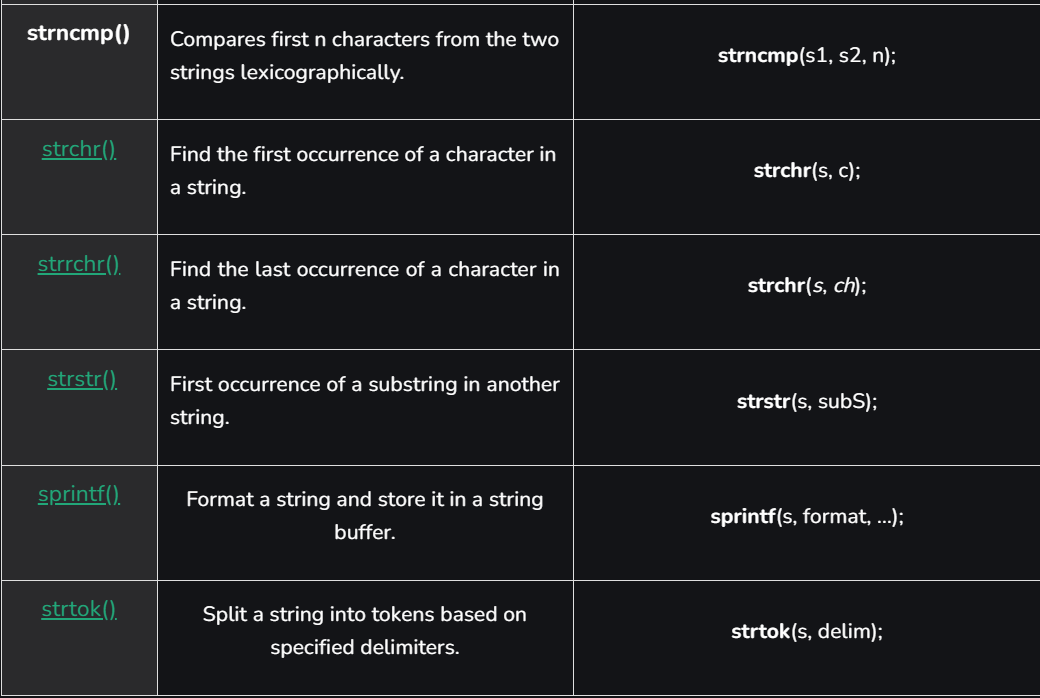 strncmp()
Compares first n characters from the two
strings lexicographically.
strncmp(s1, s2, n);
strchr()
Find the first occurrence of a character in
a string.
strchr(s, c);
strrchr()
Find the last occurrence of a character in
a string.
strchr(s, ch);
strstr()
First occurrence of a substring in another
string.
strstr(s, subS);
sprintf()
Format a string and store it in a string
buffer.
sprintf(s, format, ...);
strtok()
Split a string into tokens based on
specified delimiters.
strtok(s, delim);